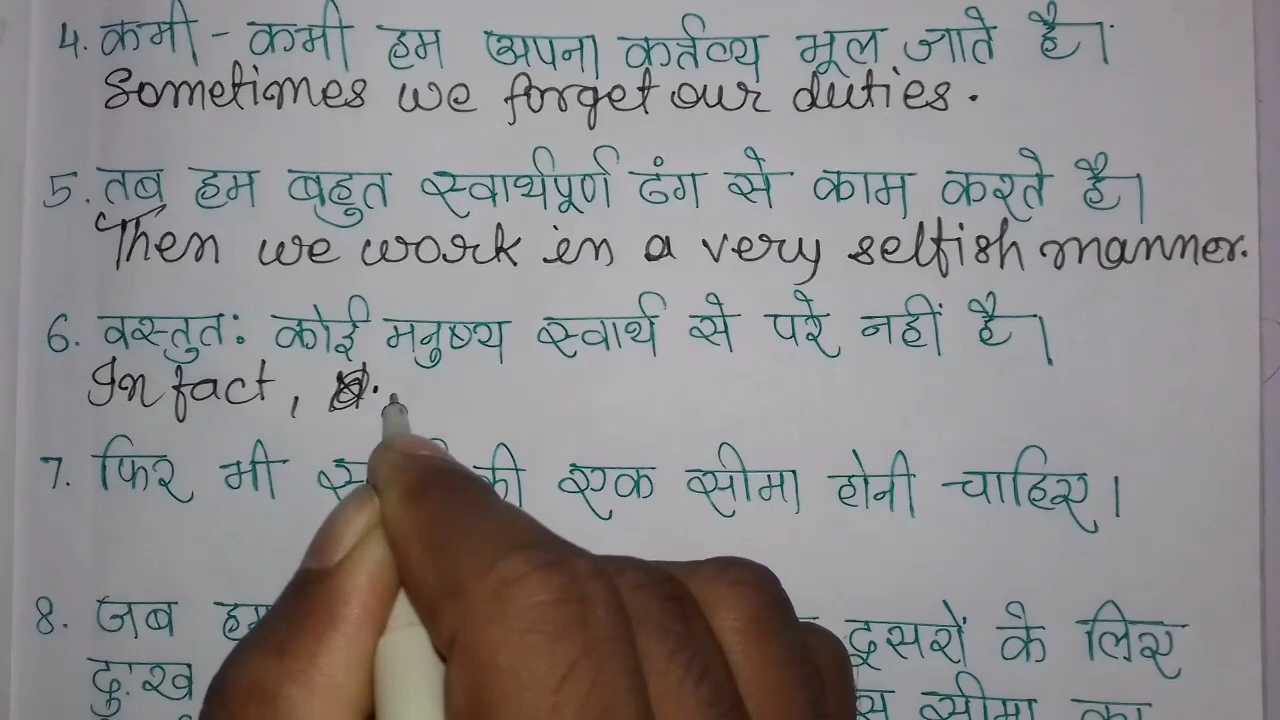 4. कभी - कभी हम अपना कर्तव्य भूल जाते है।
Sometimes we forget our duties.
5. तब हम बहुत स्वार्थपूर्ण ढंग से काम करते है।
Then we work in a very selfish manner.
6. वस्तुतः कोई मनुष्य स्वार्थ से परे नहीं है।
In fact,
7. फिर भी की एक सीमा होनी चाहिए।
8. जब हम दूसरों के लिए
दुःख सीमा का